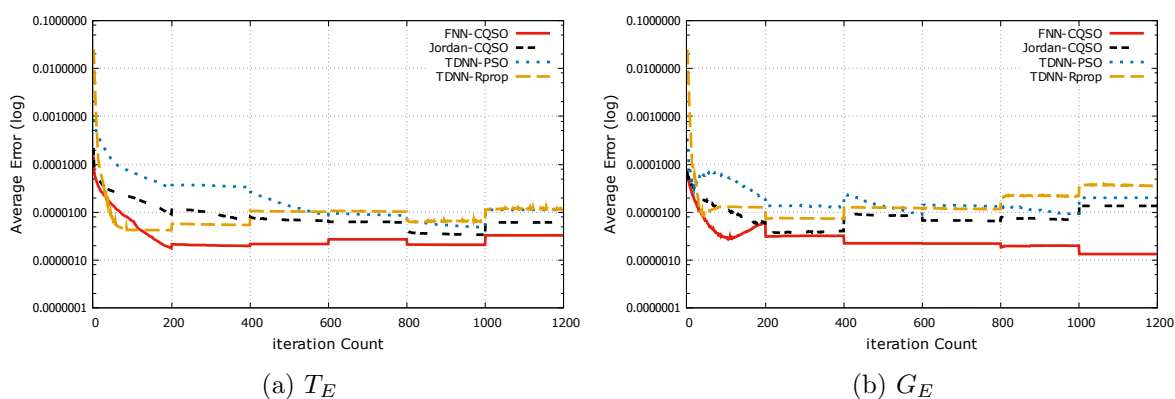 0.1000000
0.0100000
0.0010000
0.0001000
0.0000100
0.0000010
0.0000001
Average Error (log)
FNN-CQSO
Jordan-CQSO
TDNN-PSO
TDNN-Rprop
0 200 400 600 800 1000 1200
iteration Count
(a) T_E
0.1000000
0.0100000
0.0010000
0.0001000
0.0000100
0.0000010
0.0000001
Average Error (log)
FNN-CQSO
Jordan-CQSO
TDNN-PSO
TDNN-Rprop
0 200 400 600 800 1000 1200
iteration Count
(b) G_E